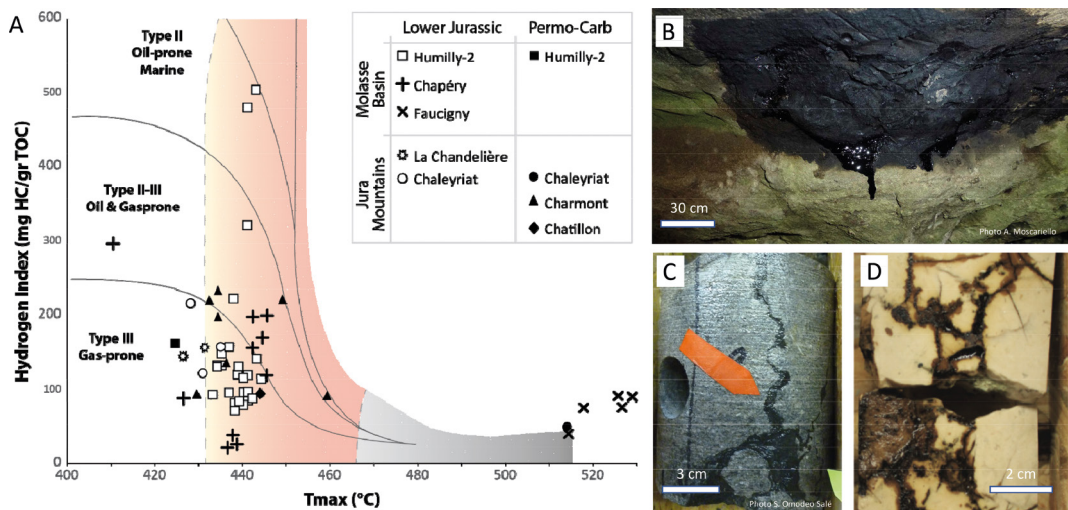 A
Type II
Oil-prone
Marine
Type II-III
Oil & Gasprone
Type III
Gas-prone
Hydrogen Index (mg HC/gr TOC)
600
500
400
300
200
100
0
400
420
440
460
480
500
520
Tmax (°C)
Lower Jurassic
Permo-Carb
Molasse
Basin
Humilly-2
Humilly-2
Chapéry
Faucigny
Jura
Mountains
La Chandelière
Chaleyriat
Chaleyriat
Charmont
Chatillon
B
30 cm
Photo A. Moscariello
C
3 cm
Photo S. Omodeo Salé
D
2 cm